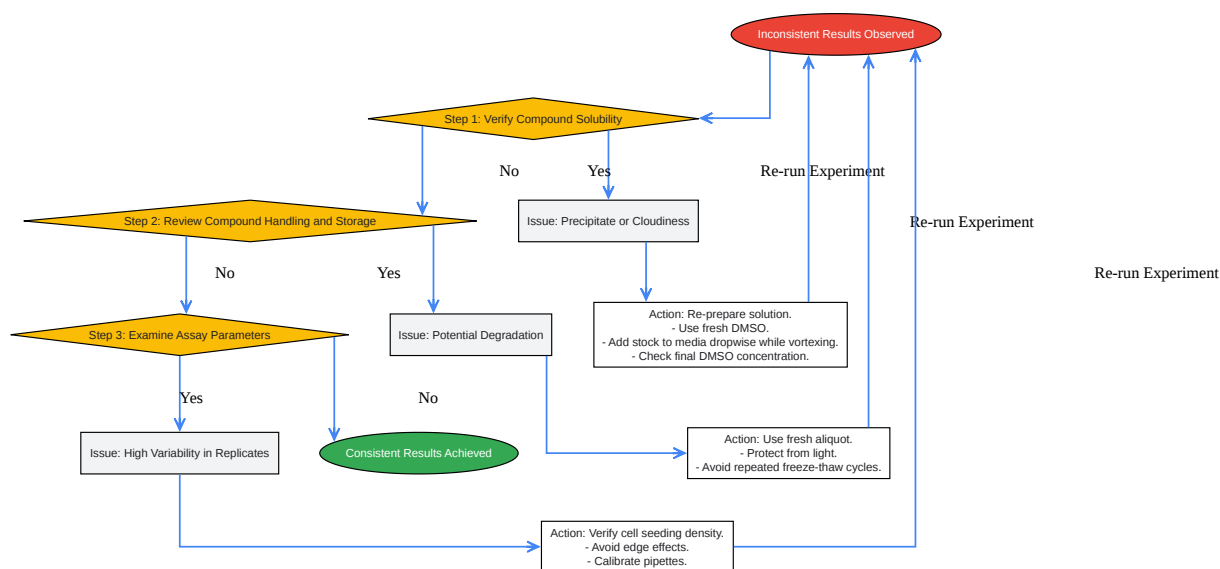 Inconsistent Results Observed
Step 1: Verify Compound Solubility
No
Yes
Re-run Experiment
Step 2: Review Compound Handling and Storage
Issue: Precipitate or Cloudiness
Re-run Experiment
No
Yes
Re-run Experiment
Step 3: Examine Assay Parameters
Issue: Potential Degradation
Action: Re-prepare solution.
- Use fresh DMSO.
- Add stock to media dropwise while vortexing.
- Check final DMSO concentration.
Yes
No
Issue: High Variability in Replicates
Consistent Results Achieved
Action: Use fresh aliquot.
- Protect from light.
- Avoid repeated freeze-thaw cycles.
Action: Verify cell seeding density.
- Avoid edge effects.
- Calibrate pipettes.